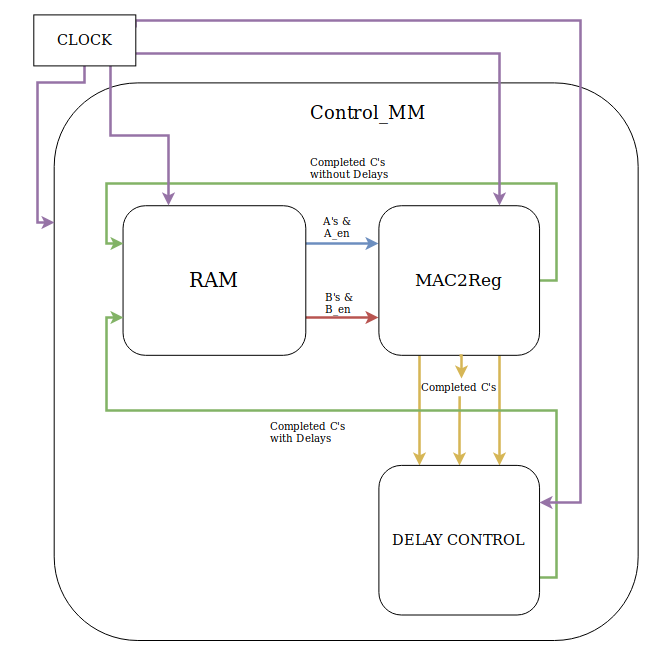 CLOCK
Control_MM
Completed C's
without Delays
A's &
A_en
RAM
MAC2Reg
B's &
B_en
Completed C's
Completed C's
with Delays
DELAY CONTROL